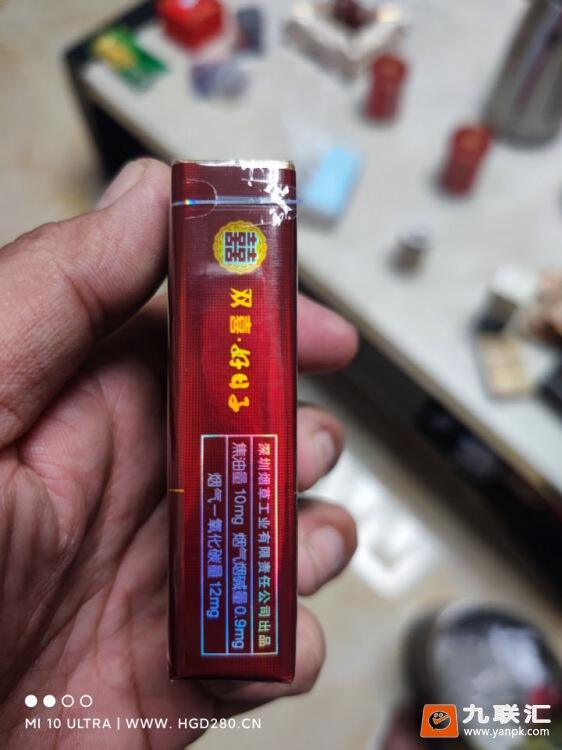 囍
双喜·好日子
深圳烟草工业有限责任公司出品
焦油量 10mg 烟气烟碱量 0.9mg
烟气一氧化碳量 12mg
MI 10 ULTRA | WWW. HGD280.CN
九联汇
www.yanpk.com